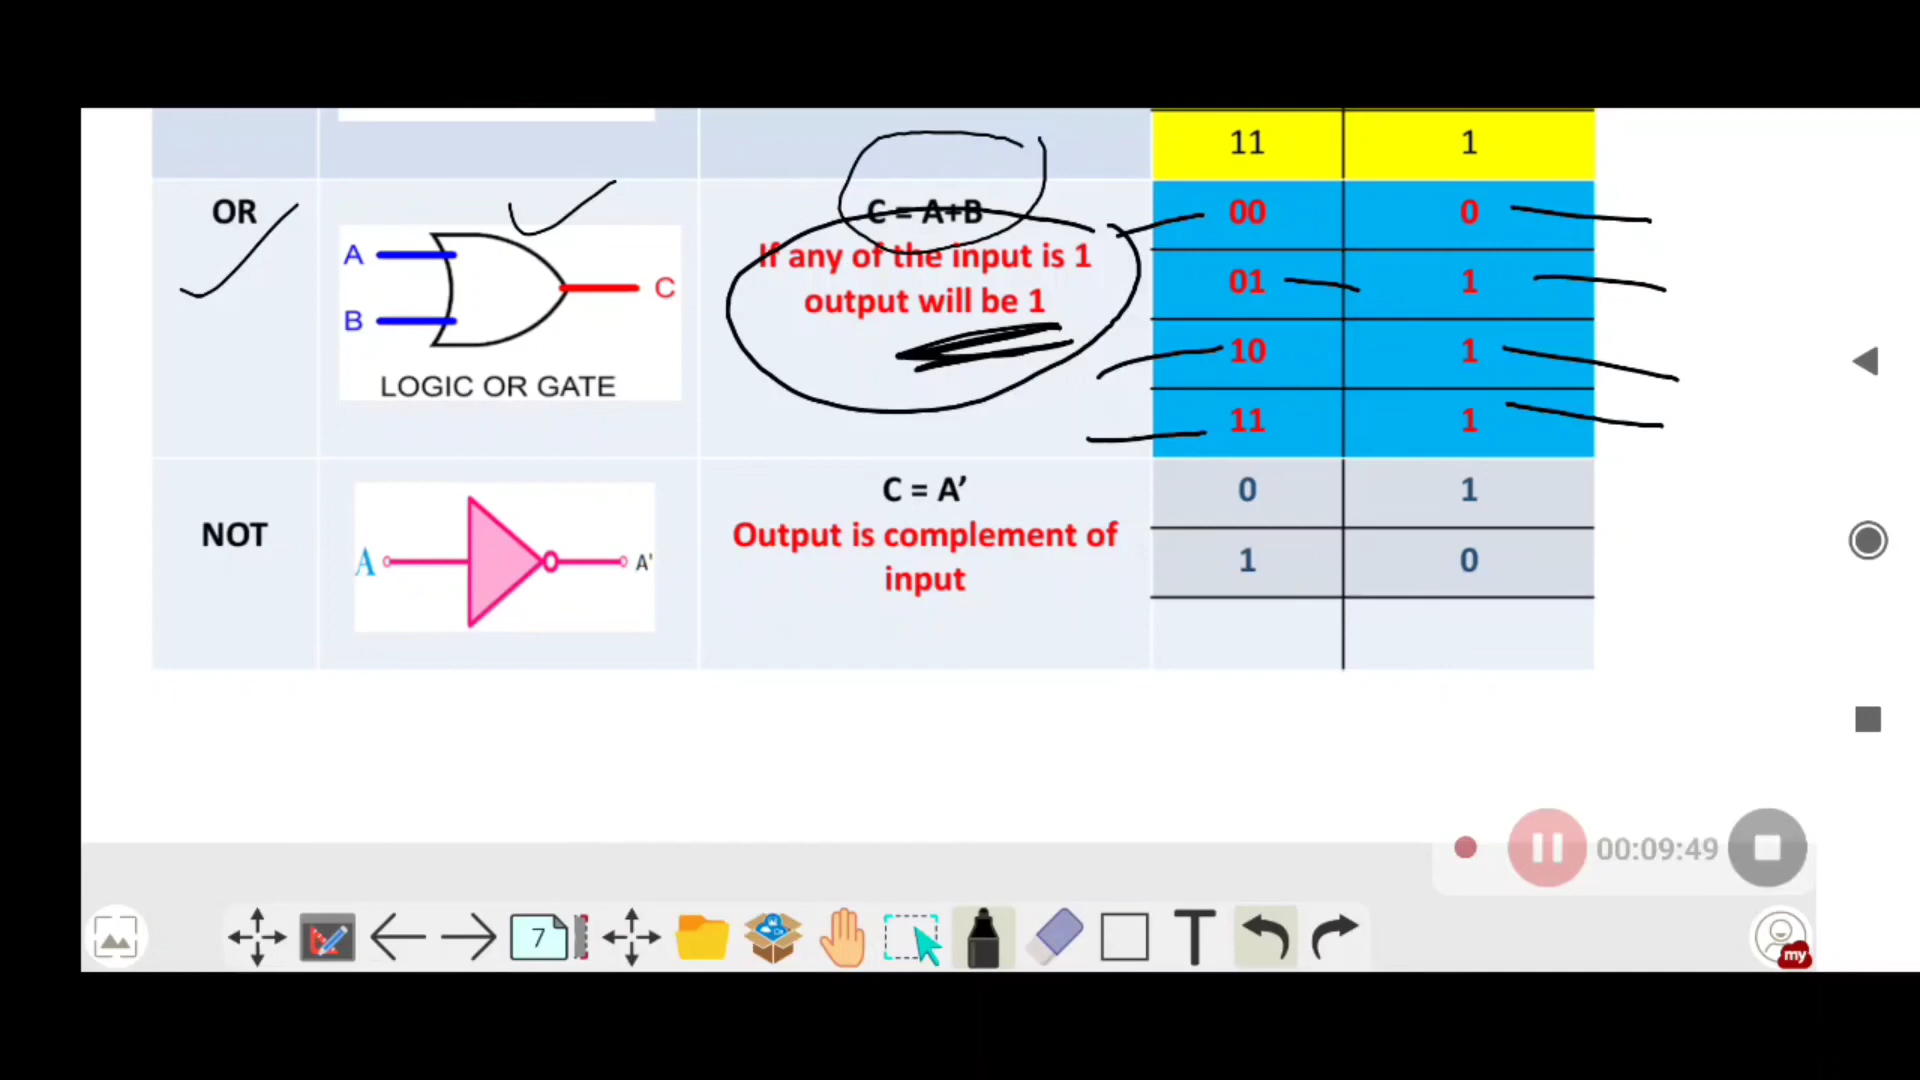 11 1
OR
C = A+B
If any of the input is 1
output will be 1
A
B
C
LOGIC OR GATE
00 0
01 1
10 1
11 1
NOT
A
A'
C = A’
Output is complement of
input
0 1
1 0
00:09:49
7
T
my